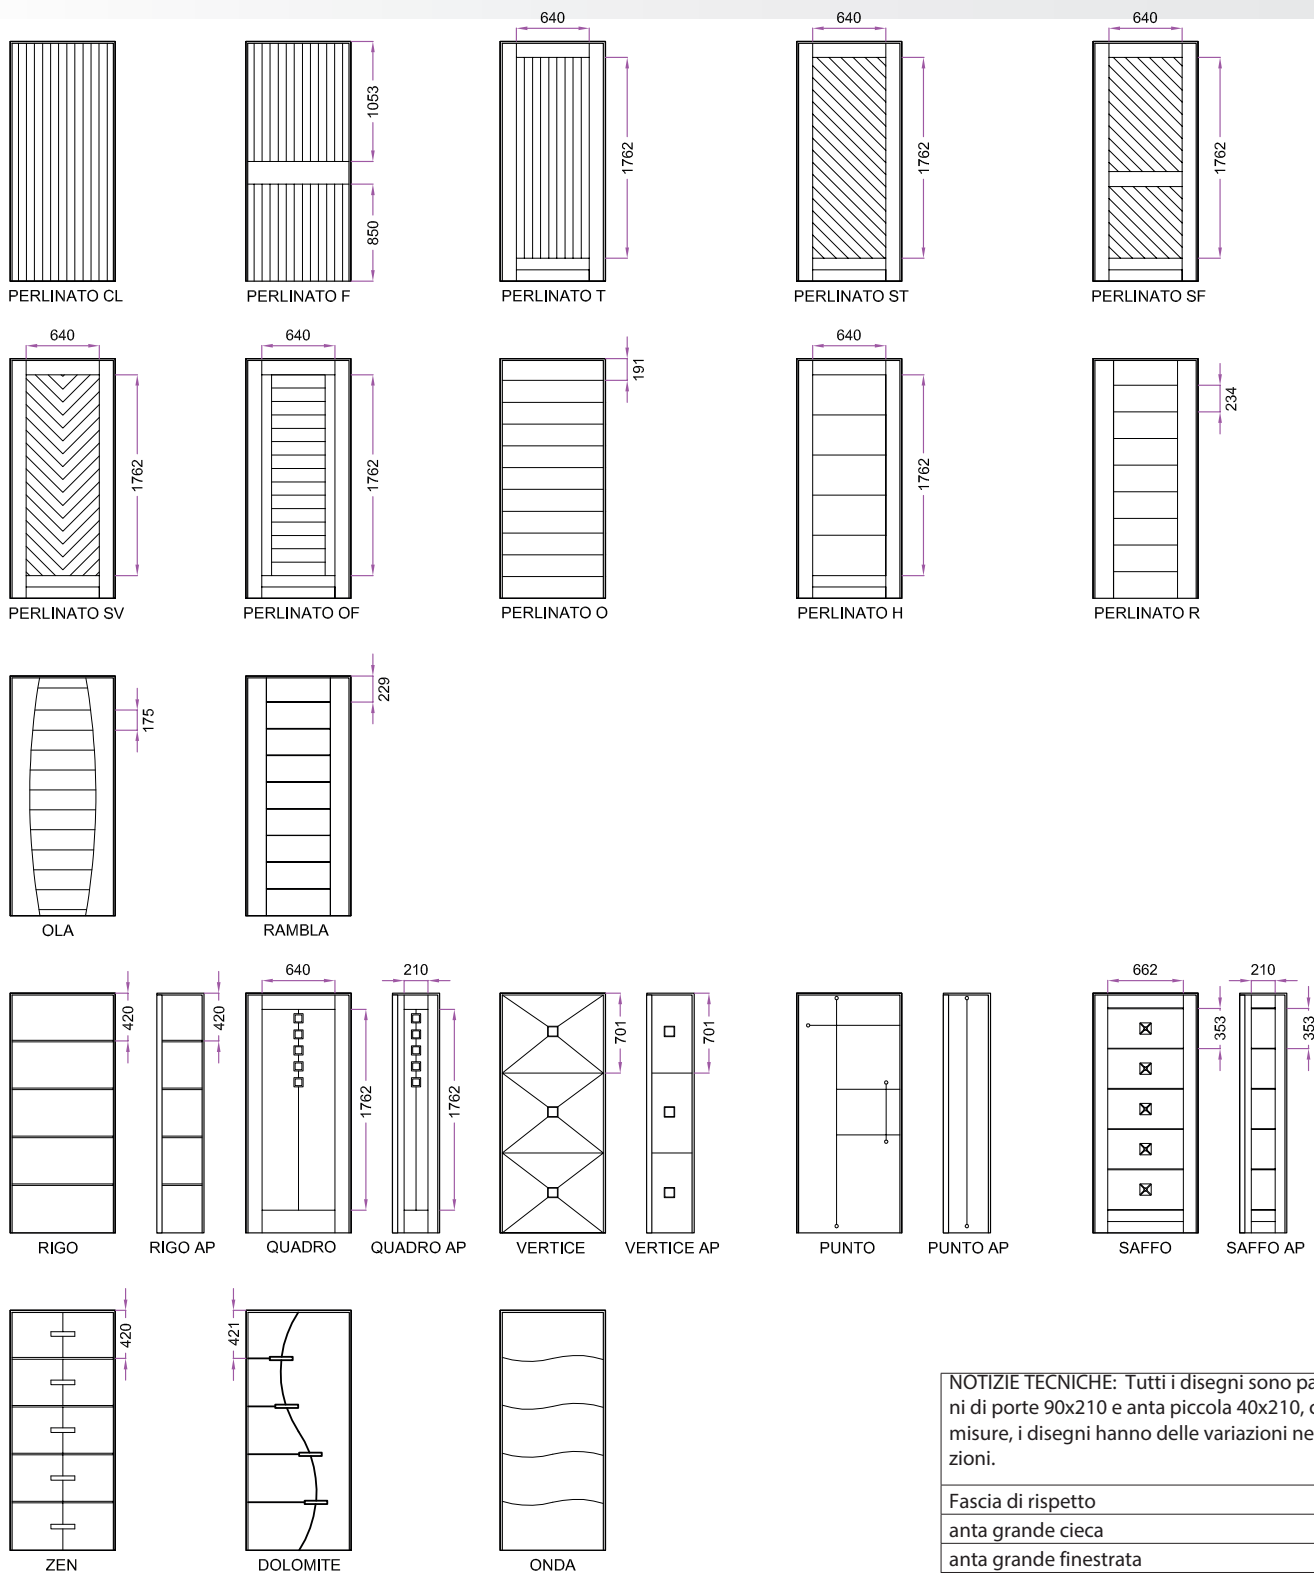 640 640 640
1053 850 1762 1762 1762
PERLINATO CL PERLINATO F PERLINATO T PERLINATO ST PERLINATO SF
640 640 640
1762 1762 191 1762 234
PERLINATO SV PERLINATO OF PERLINATO O PERLINATO H PERLINATO R
175 229
OLA RAMBLA
640 210 662 210
420 420 1762 1762 701 701 353 353
RIGO RIGO AP QUADRO QUADRO AP VERTICE VERTICE AP PUNTO PUNTO AP SAFFO SAFFO AP
420 421
ZEN DOLOMITE ONDA
NOTIZIE TECNICHE: Tutti i disegni sono pa
ni di porte 90x210 e anta piccola 40x210,
misure, i disegni hanno delle variazioni ne
zioni.
Fascia di rispetto
anta grande cieca
anta grande finestrata